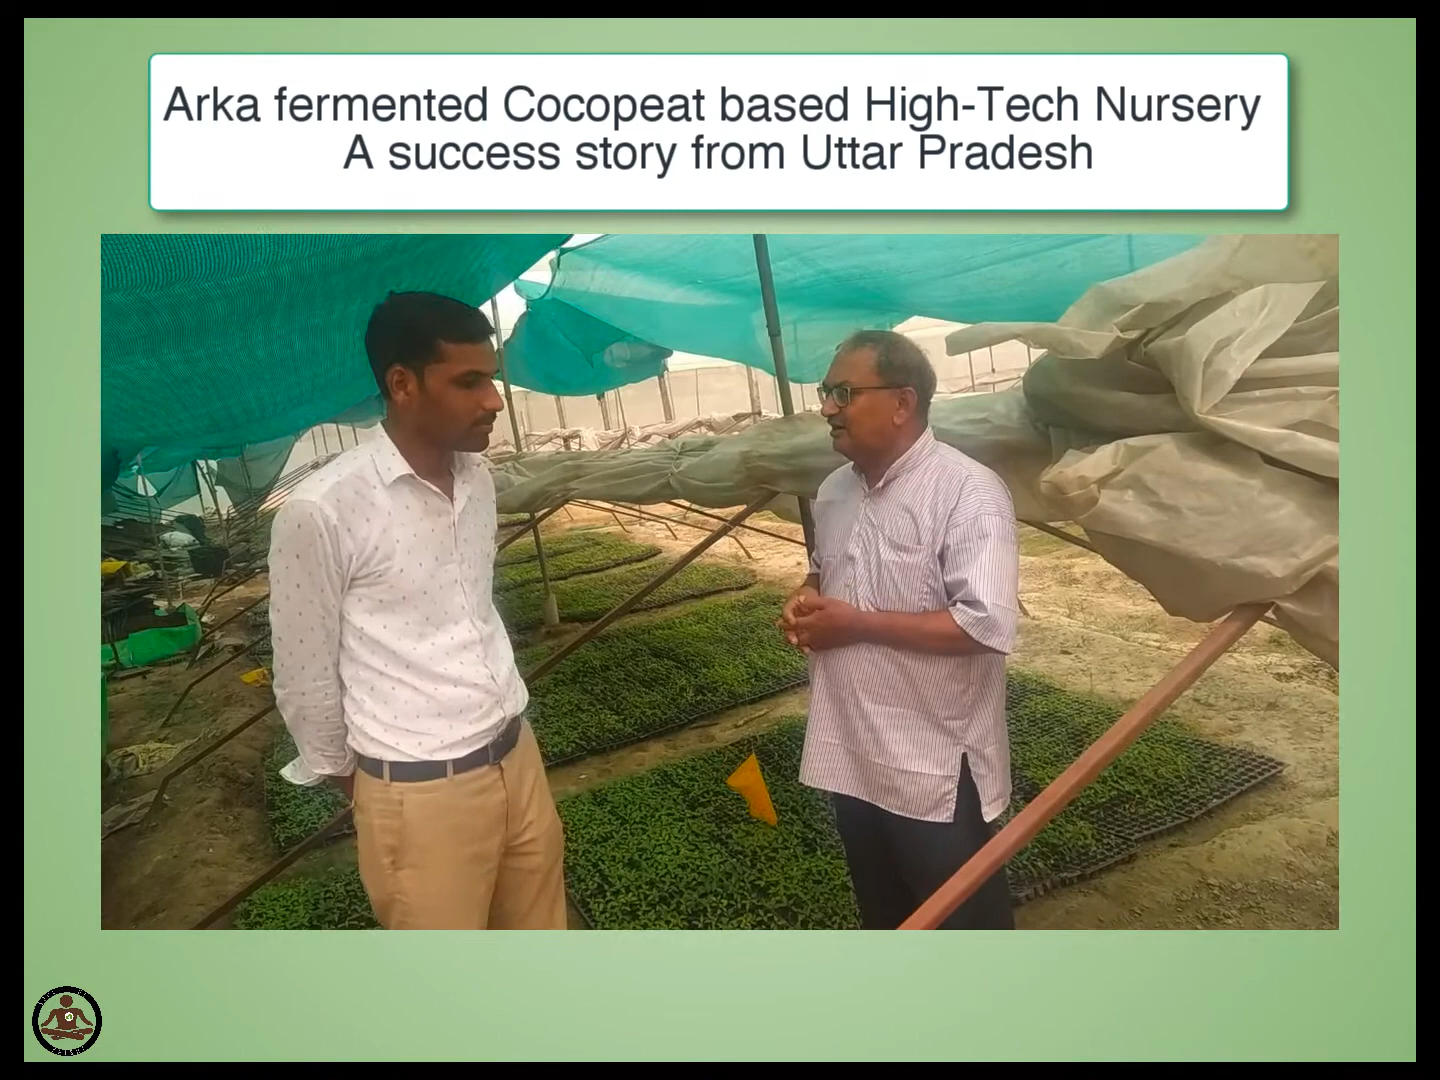 Arka fermented Cocopeat based High-Tech Nursery
A success story from Uttar Pradesh